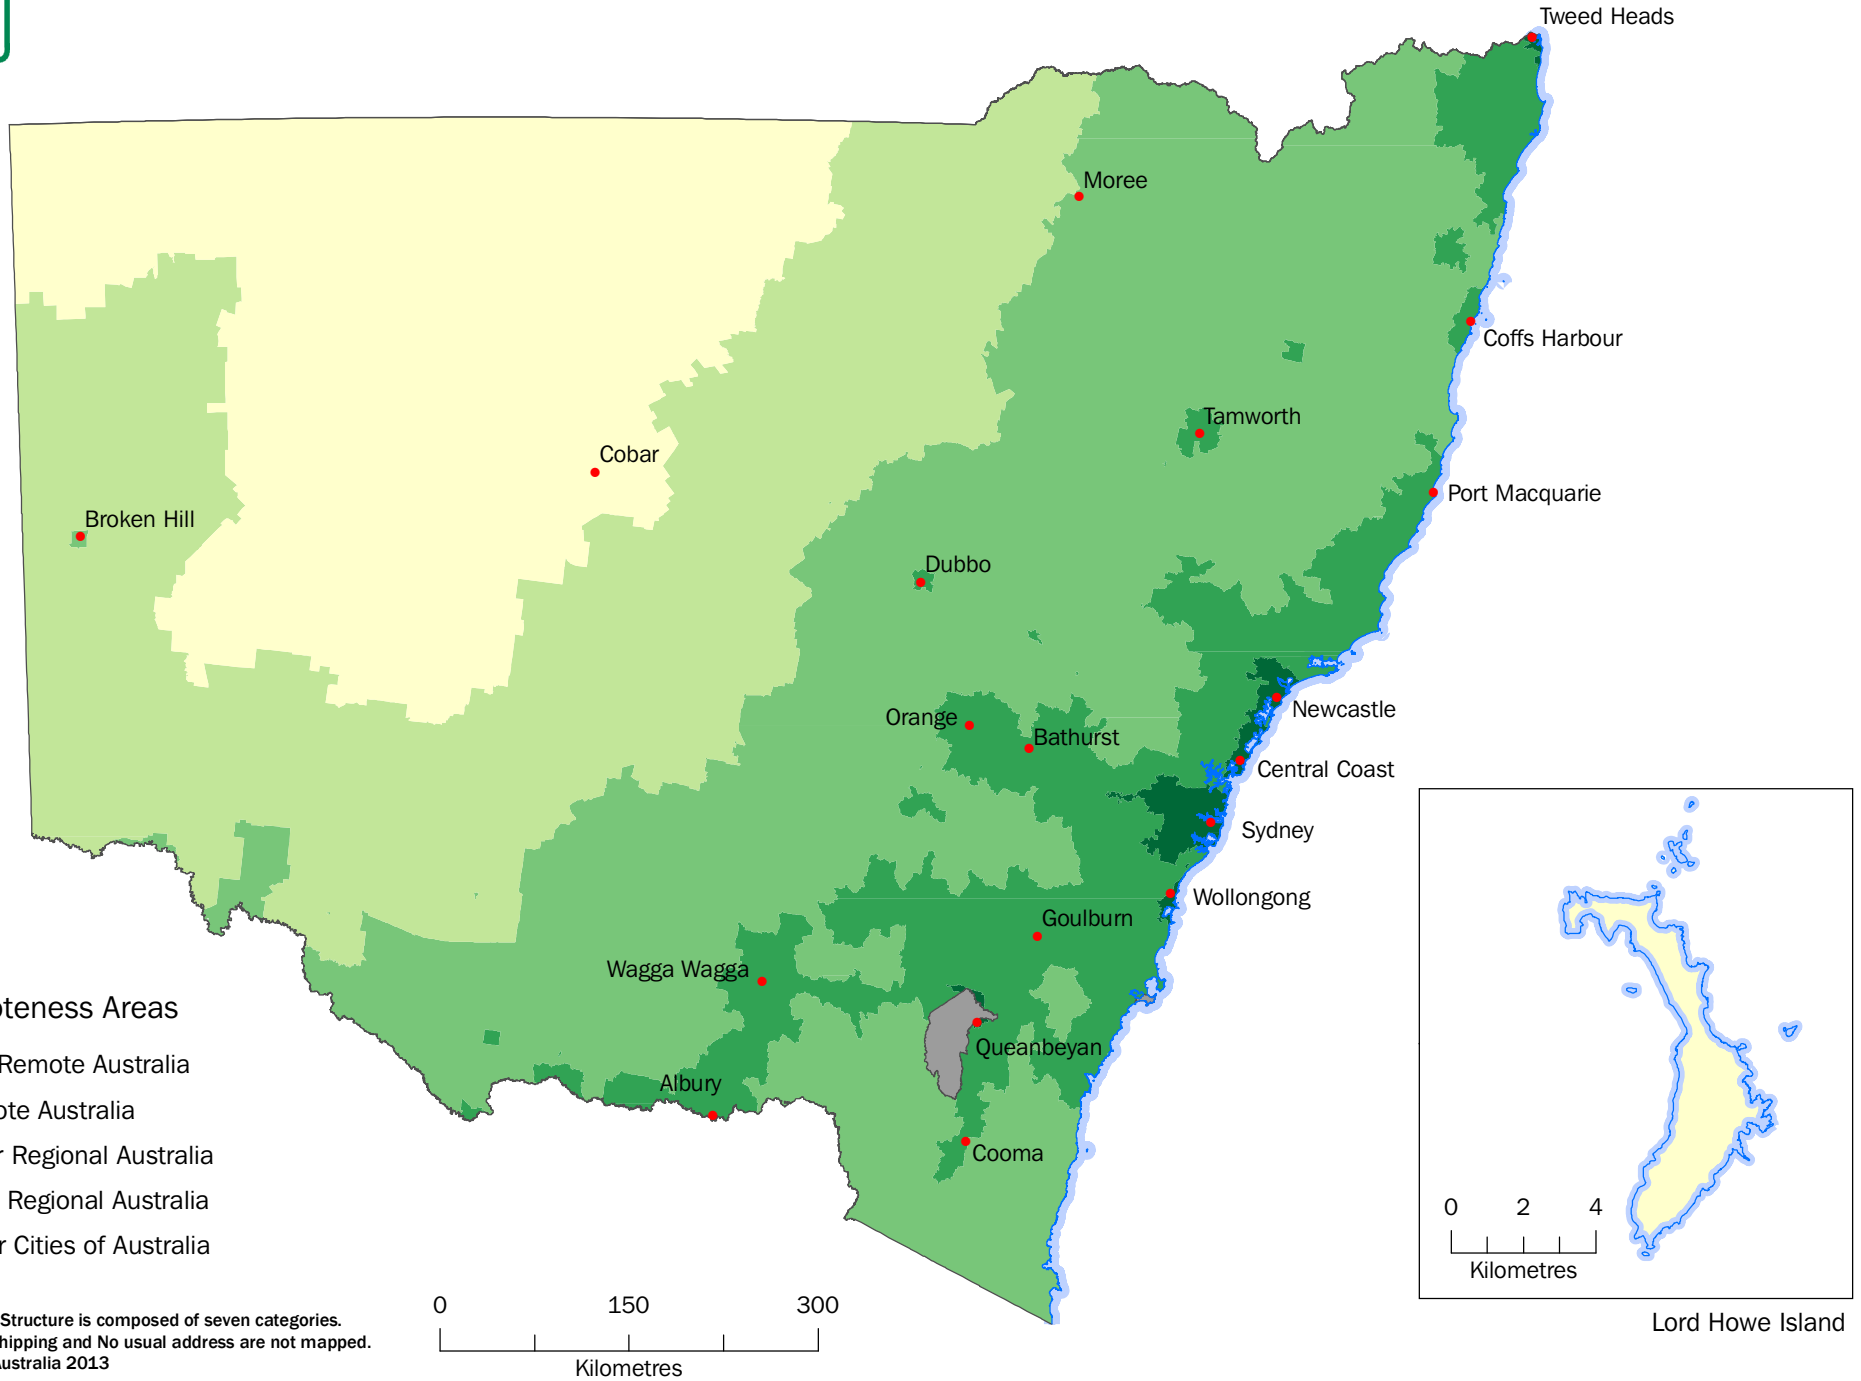 Tweed Heads
Moree
Coffs Harbour
Tamworth
Cobar
Port Macquarie
Broken Hill
Dubbo
Newcastle
Orange
Bathurst
Central Coast
Sydney
Wollongong
Goulburn
Wagga Wagga
Queanbeyan
Albury
Cooma
oteness Areas
Remote Australia
ote Australia
r Regional Australia
Regional Australia
r Cities of Australia
Structure is composed of seven categories.
hipping and No usual address are not mapped.
Australia 2013
0 150 300
Kilometres
0 2 4
Kilometres
Lord Howe Island